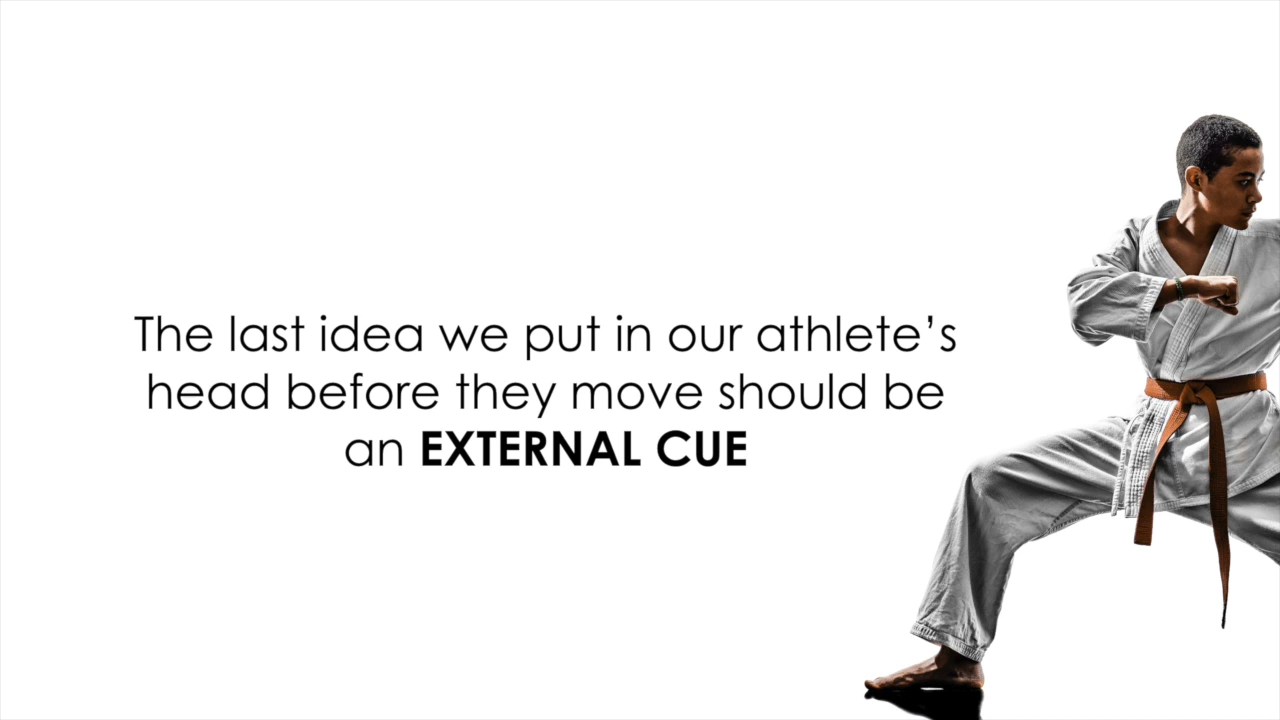 The last idea we put in our athlete’s
head before they move should be
an EXTERNAL CUE